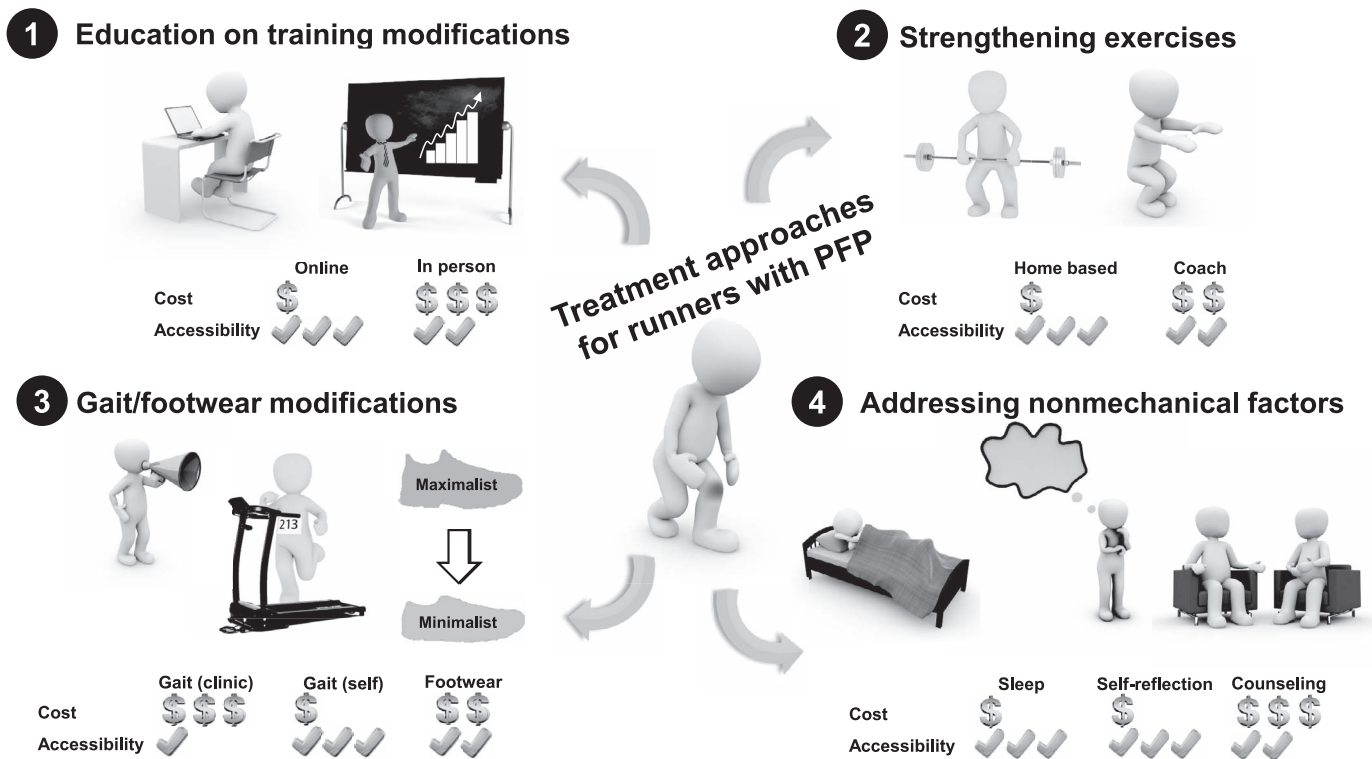 1 Education on training modifications
Online In person
Cost $ $ $ $
Accessibility
2 Strengthening exercises
Home based Coach
Cost $ $ $
Accessibility
Treatment approaches
for runners with PFP
3 Gait/footwear modifications
213
Maximalist
Minimalist
Gait (clinic) Gait (self) Footwear
Cost $ $ $ $ $ $
Accessibility
4 Addressing nonmechanical factors
Sleep Self-reflection Counseling
Cost $ $ $ $ $
Accessibility